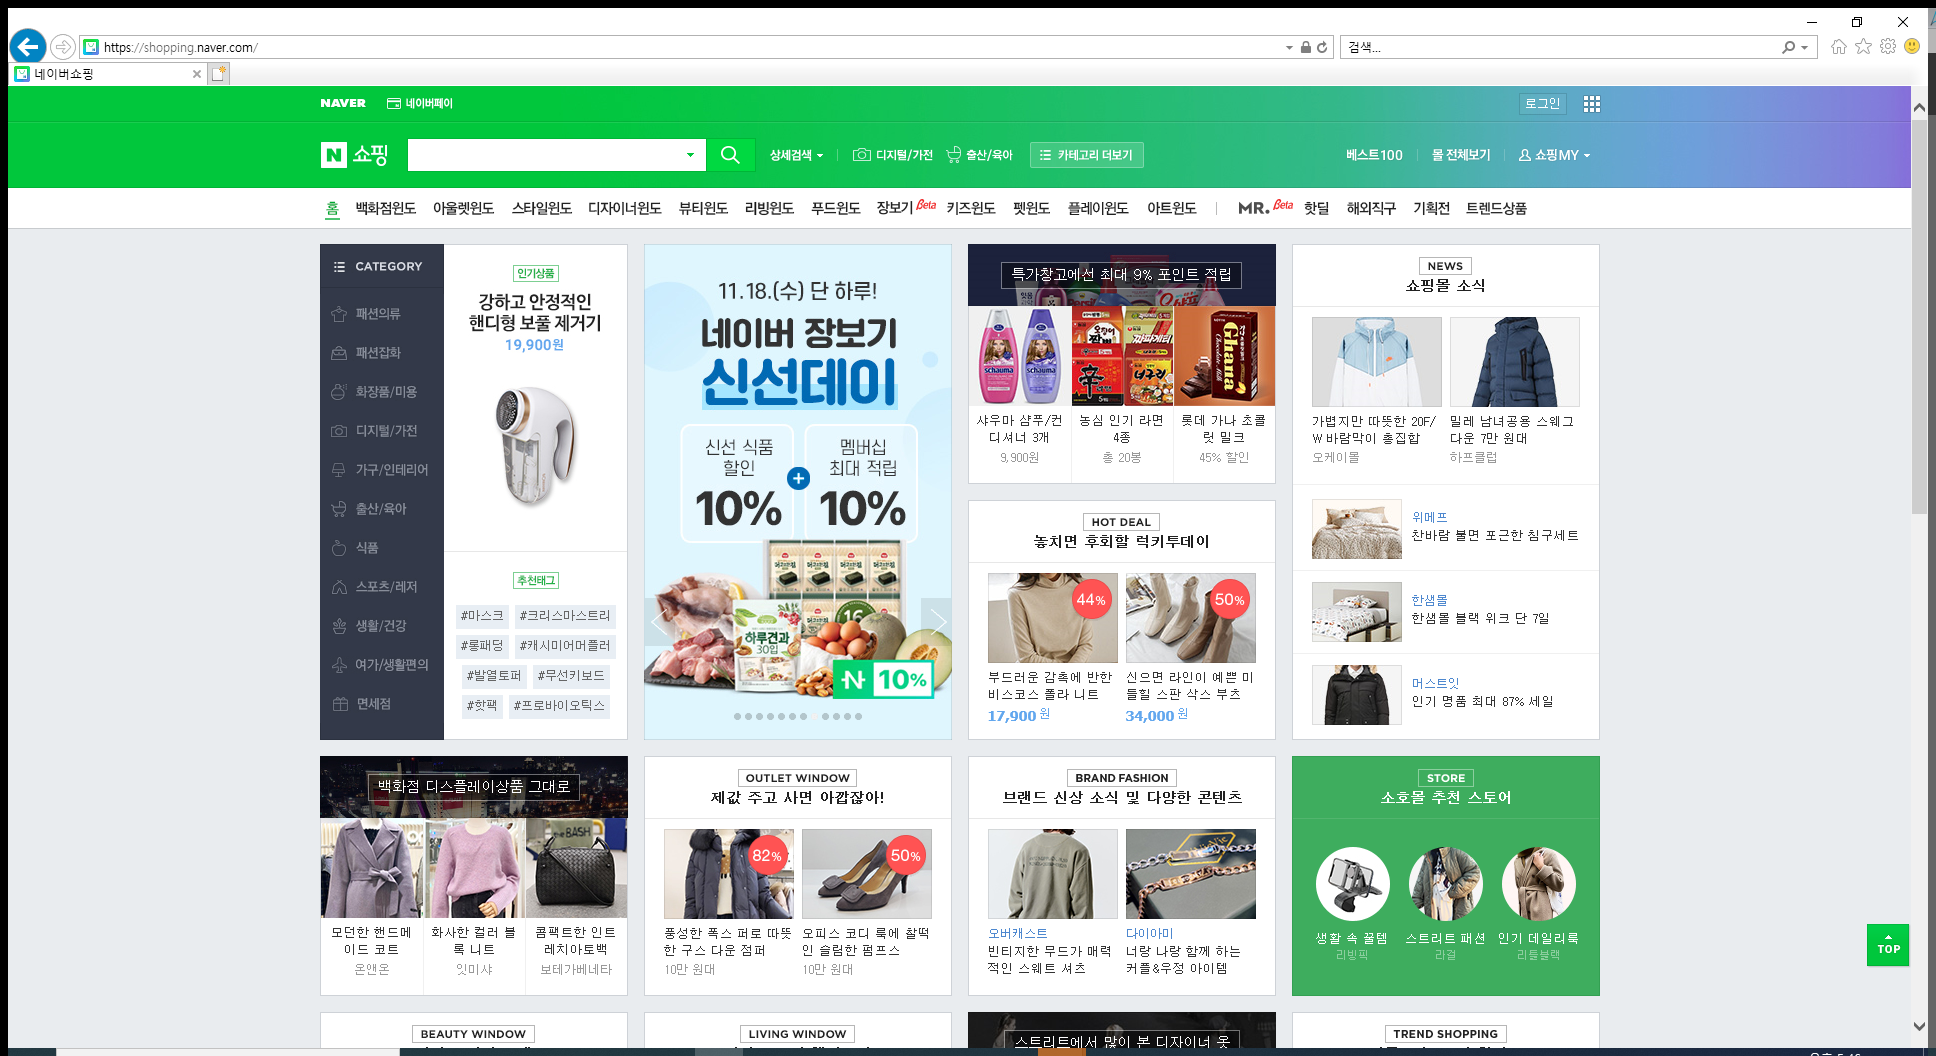 https://shopping.naver.com/
검색...
네이버쇼핑
NAVER
네이버페이
로그인
N 쇼핑
상세검색
디지털/가전
출산/육아
카테고리 더보기
베스트100
몰 전체보기
쇼핑MY
홈 백화점윈도 아울렛윈도 스타일윈도 디자이너윈도 뷰티윈도 리빙윈도 푸드윈도 장보기 Beta 키즈윈도 펫윈도 플레이윈도 아트윈도 MR. Beta 핫딜 해외직구 기획전 트렌드상품
CATEGORY
패션의류
패션잡화
화장품/미용
디지털/가전
가구/인테리어
출산/육아
식품
스포츠/레저
생활/건강
여가/생활편의
면세점
인기상품
강하고 안정적인
핸디형 보풀 제거기
19,900원
추천태그
#마스크 #크리스마스트리
#롱패딩 #캐시미어머플러
#발열토퍼 #무선키보드
#핫팩 #프로바이오틱스
11.18.(수) 단 하루!
네이버 장보기
신선데이
신선 식품
할인
10%
+
멤버십
최대 적립
10%
하루견과
30입
16
N 10%
특가창고에선 최대 9% 포인트 적립
schauma
schauma
辛
너구리
Ghana
샤우마 샴푸/컨
디셔너 3개
9,900원
농심 인기 라면
4종
총 20봉
롯데 가나 초콜
릿 밀크
45% 할인
HOT DEAL
놓치면 후회할 럭키투데이
44%
부드러운 감촉에 반한
비스코스 폴라 니트
17,900 원
50%
신으면 라인이 예쁜 미
들힐 스판 삭스 부츠
34,000 원
NEWS
쇼핑몰 소식
가볍지만 따뜻한 20F/
W 바람막이 총집합
오케이몰
밀레 남녀공용 스웨그
다운 7만 원대
하프클럽
위메프
찬바람 불면 포근한 침구세트
한샘몰
한샘몰 블랙 위크 단 7일
머스트잇
인기 명품 최대 87% 세일
백화점 디스플레이상품 그대로
the BASH
모던한 핸드메
이드 코트
온앤온
화사한 컬러 블
록 니트
잇미샤
콤팩트한 인트
레치아토백
보테가베네타
OUTLET WINDOW
제값 주고 사면 아깝잖아!
82%
풍성한 폭스 퍼로 따뜻
한 구스 다운 점퍼
10만 원대
50%
오피스 코디 룩에 찰떡
인 슬림한 펌프스
10만 원대
BRAND FASHION
브랜드 신상 소식 및 다양한 콘텐츠
오버캐스트
빈티지한 무드가 매력
적인 스웨트 셔츠
다이아미
너랑 나랑 함께 하는
커플&우정 아이템
STORE
소호몰 추천 스토어
생활 속 꿀템
리빙픽
스트리트 패션
라걸
인기 데일리룩
리틀블랙
TOP
BEAUTY WINDOW
LIVING WINDOW
스트리트에서 많이 본 디자이너 옷
TREND SHOPPING